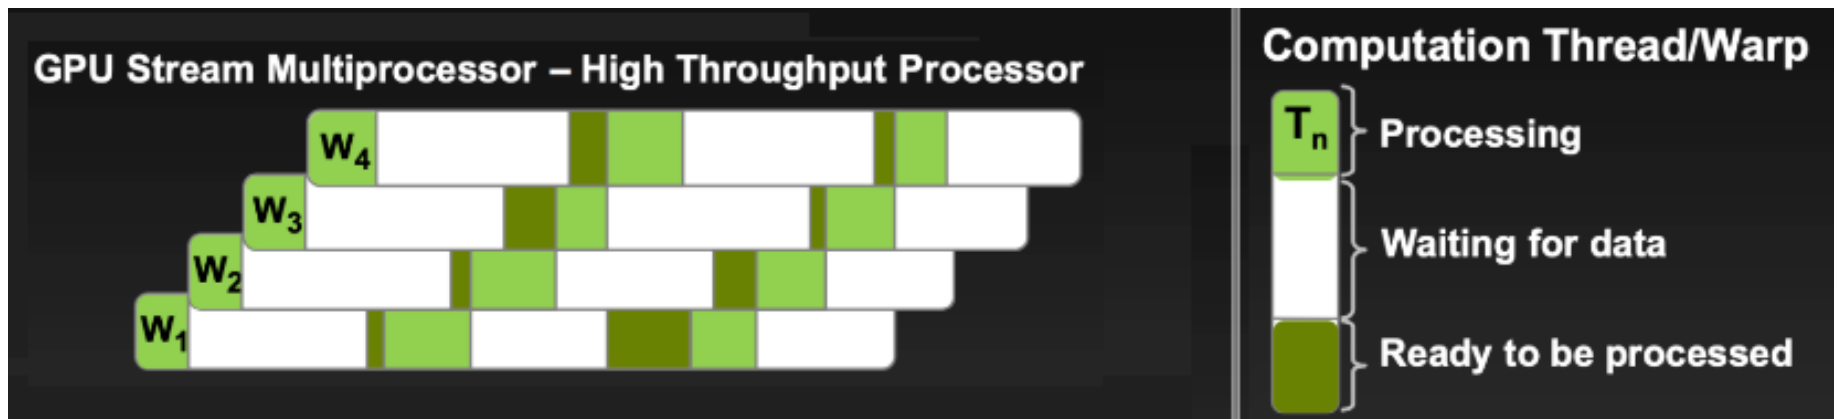 GPU Stream Multiprocessor – High Throughput Processor
W4
W3
W2
W1
Computation Thread/Warp
Tn
Processing
Waiting for data
Ready to be processed